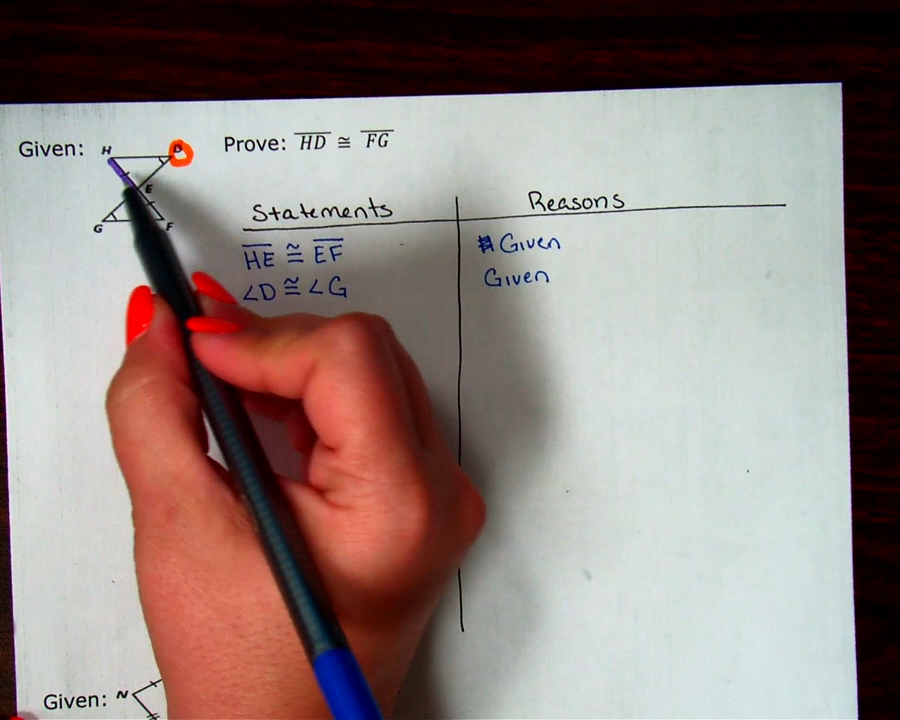 Given: H D Prove: HD ≅ FG
E
G F
Statements Reasons
HE ≅ EF Given
∠D ≅ ∠G Given
Given: N